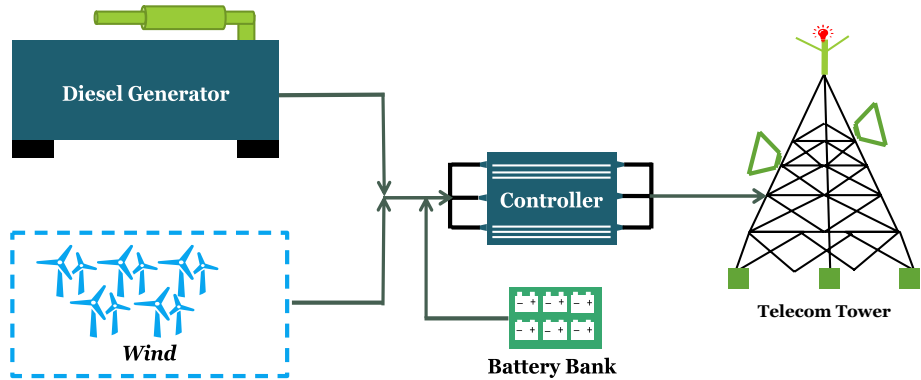 Diesel Generator
Controller
Wind
Battery Bank
Telecom Tower
− +
− +
− +
− +
− +
− +